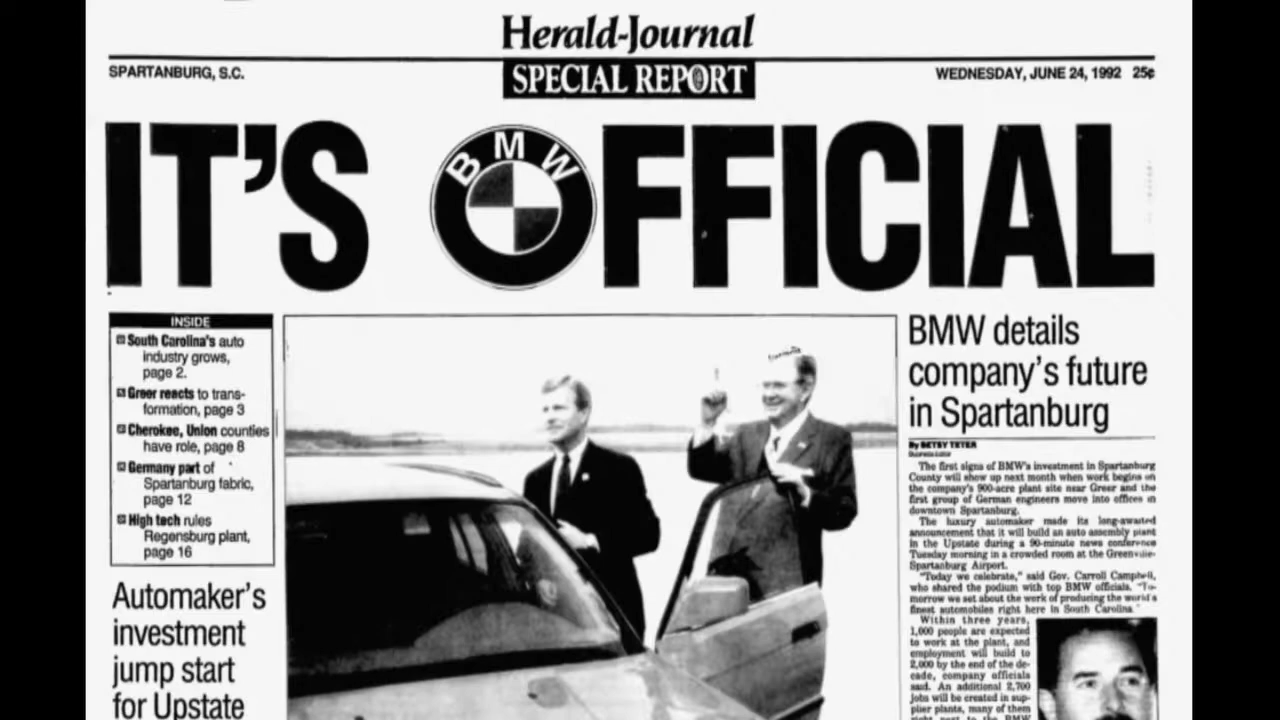 Herald-Journal
SPARTANBURG, S.C.
SPECIAL REPORT
WEDNESDAY, JUNE 24, 1992 25¢
IT'S OFFICIAL
BMW
INSIDE
South Carolina's auto
industry grows,
page 2.
Greer reacts to trans-
formation, page 3
Cherokee, Union counties
have role, page 8
Germany part of
Spartanburg fabric,
page 12
High tech rules
Regensburg plant,
page 16
Automaker's
investment
jump start
for Upstate
BMW details
company's future
in Spartanburg
By BETSY TETER
Business Editor
The first signs of BMW's investment in Spartanburg
County will show up next month when work begins on
the company's 900-acre plant site near Greer and the
first group of German engineers move into offices in
downtown Spartanburg.
The luxury automaker made its long-awaited
announcement that it will build an auto assembly plant
in the Upstate during a 90-minute news conference
Tuesday morning in a crowded room at the Greenville-
Spartanburg Airport.
"Today we celebrate," said Gov. Carroll Campbell,
who shared the podium with top BMW officials. "To-
morrow we set about the work of producing the world's
finest automobiles right here in South Carolina."
Within three years,
1,000 people are expected
to work at the plant, and
employment will build to
2,000 by the end of the de-
cade, company officials
said. An additional 2,700
jobs will be created in sup-
plier plants, many of them
right next to the BMW